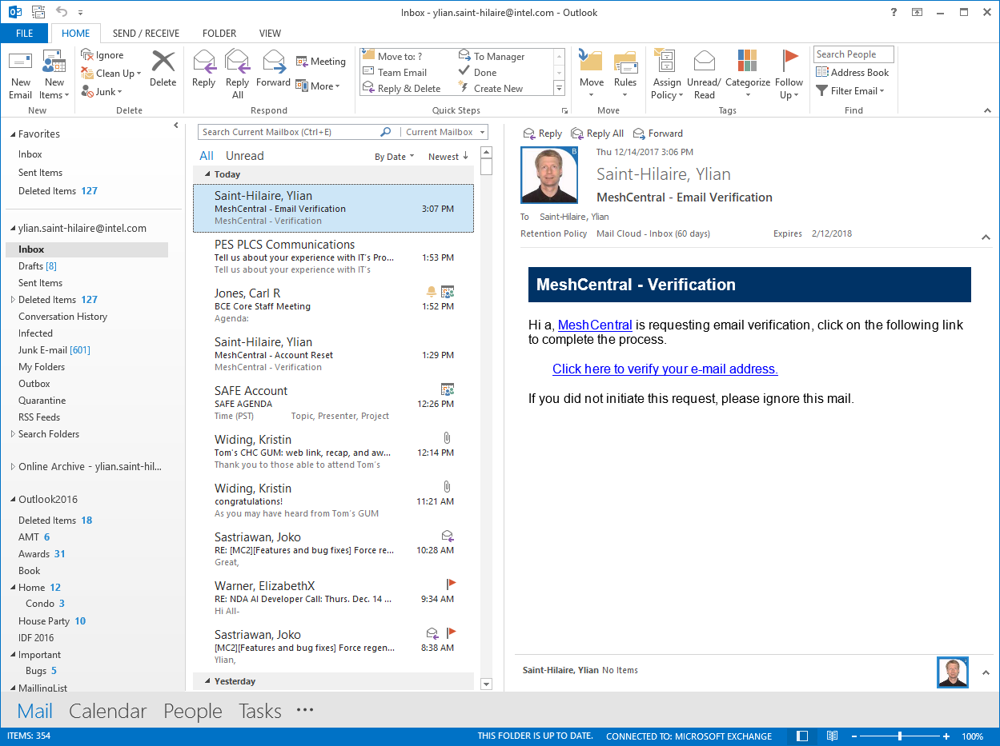 Inbox - ylian.saint-hilaire@intel.com - Outlook
FILE HOME SEND / RECEIVE FOLDER VIEW
New Email
New Items
New
Ignore
Clean Up
Junk
Delete
Delete
Reply
Reply All
Forward
Meeting
More
Respond
Move to: ?
Team Email
Reply & Delete
To Manager
Done
Create New
Quick Steps
Move
Rules
Move
Assign Policy
Unread/ Read
Categorize
Follow Up
Tags
Search People
Address Book
Filter Email
Find
Favorites
Inbox
Sent Items
Deleted Items 127
ylian.saint-hilaire@intel.com
Inbox
Drafts [8]
Sent Items
Deleted Items 127
Conversation History
Infected
Junk E-mail [601]
My Folders
Outbox
Quarantine
RSS Feeds
Search Folders
Online Archive - ylian.saint-hil...
Outlook2016
Deleted Items 18
AMT 6
Awards 31
Book
Home 12
Condo 3
House Party 10
IDF 2016
Important
Bugs 5
MaillingList
Search Current Mailbox (Ctrl+E) Current Mailbox
All Unread By Date Newest
Today
Saint-Hilaire, Ylian
MeshCentral - Email Verification 3:07 PM
MeshCentral - Verification
PES PLCS Communications
Tell us about your experience with IT's Pro... 1:53 PM
Tell us about your experience with IT's
Jones, Carl R
BCE Core Staff Meeting 1:52 PM
Agenda:
Saint-Hilaire, Ylian
MeshCentral - Account Reset 1:29 PM
MeshCentral - Verification
SAFE Account
SAFE AGENDA 12:26 PM
Time (PST) Topic, Presenter, Project
Widing, Kristin
Tom's CHC GUM: web link, recap, and aw... 12:14 PM
Thank you to those able to attend Tom's
Widing, Kristin
congratulations! 11:21 AM
As you may have heard from Tom's GUM
Sastriawan, Joko
RE: [MC2][Features and bug fixes] Force re... 10:28 AM
Great,
Warner, ElizabethX
RE: NDA AI Developer Call: Thurs. Dec. 14 ... 9:34 AM
Hi All-
Sastriawan, Joko
[MC2][Features and bug fixes] Force regen... 8:38 AM
Ylian,
Yesterday
Reply Reply All Forward
B
Thu 12/14/2017 3:06 PM
Saint-Hilaire, Ylian
MeshCentral - Email Verification
To Saint-Hilaire, Ylian
Retention Policy Mail Cloud - Inbox (60 days) Expires 2/12/2018
MeshCentral - Verification
Hi a, MeshCentral is requesting email verification, click on the following link
to complete the process.
Click here to verify your e-mail address.
If you did not initiate this request, please ignore this mail.
Saint-Hilaire, Ylian No Items
Mail Calendar People Tasks ...
ITEMS: 354 THIS FOLDER IS UP TO DATE. CONNECTED TO: MICROSOFT EXCHANGE 100%